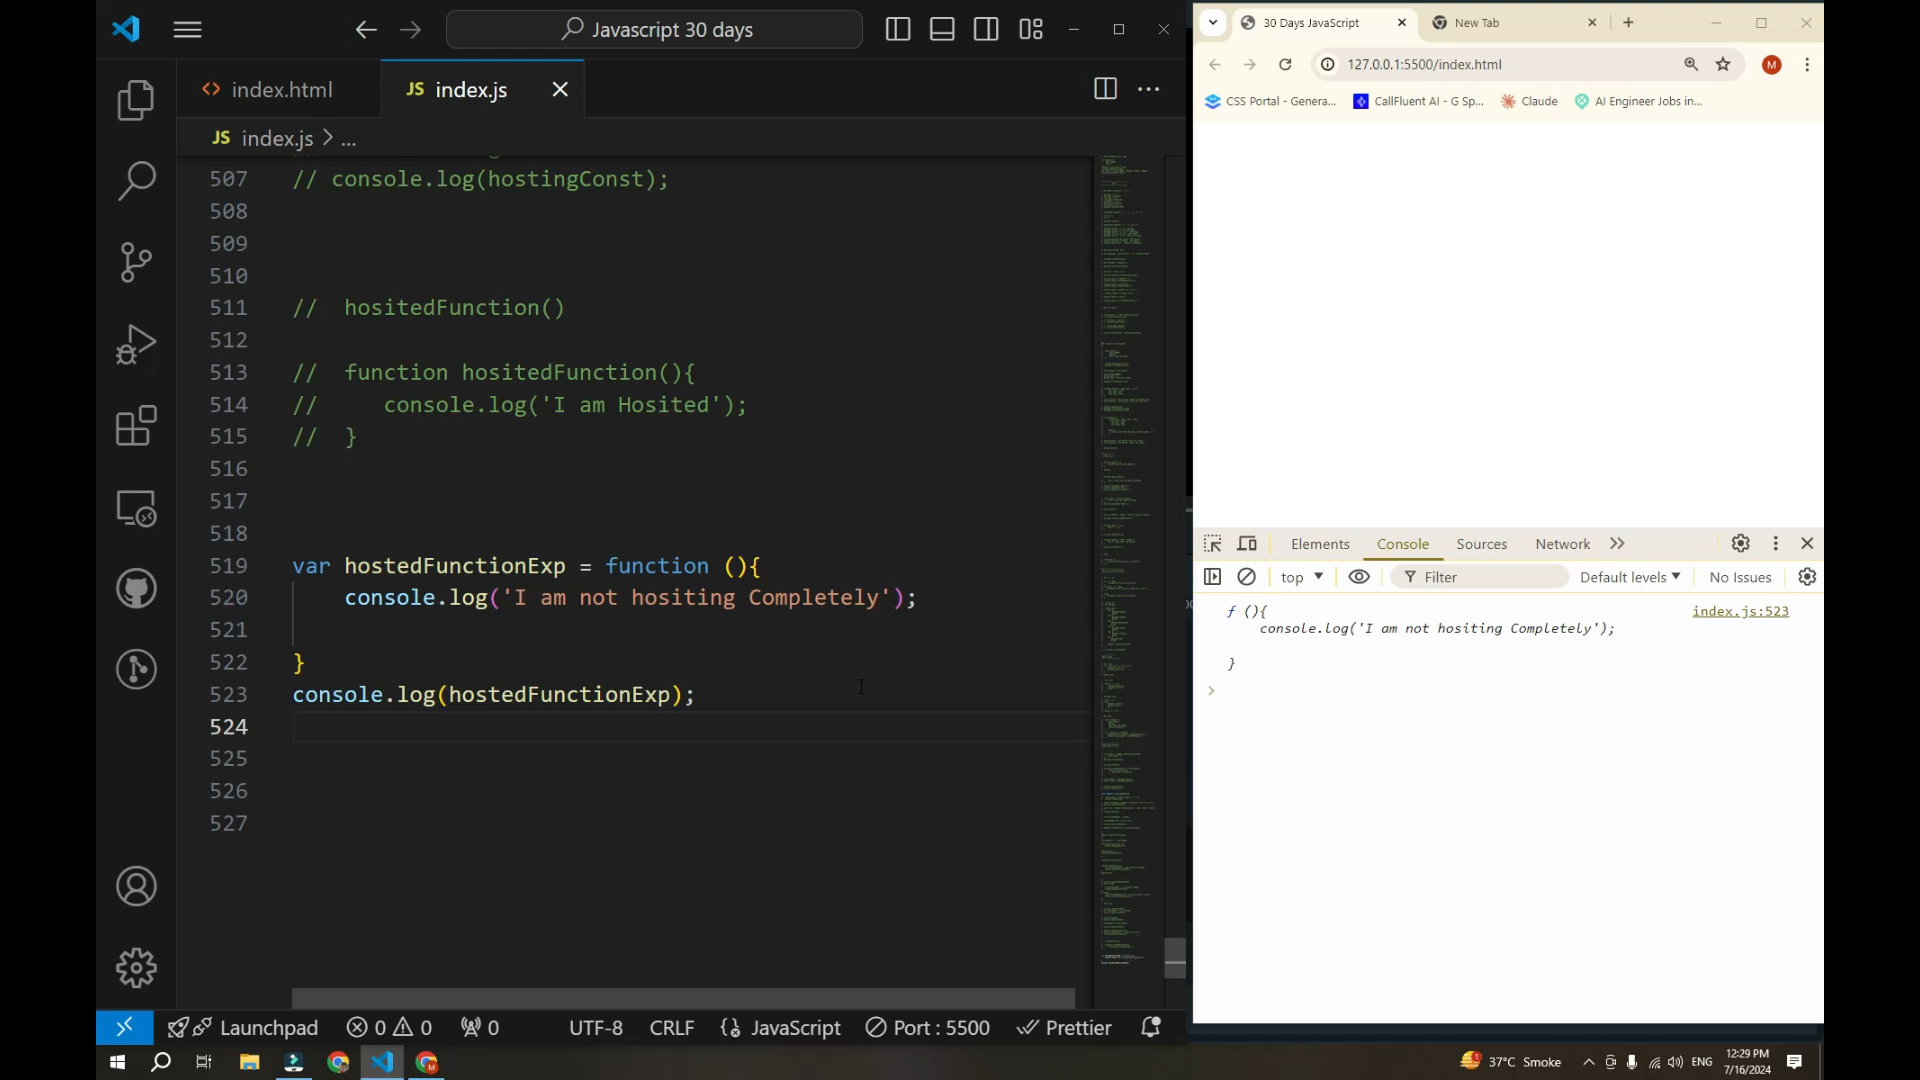 Javascript 30 days
index.html
JS index.js
JS index.js > ...
507 // console.log(hostingConst);
508
509
510
511 // hositedFunction()
512
513 // function hositedFunction(){
514 //     console.log('I am Hosited');
515 // }
516
517
518
519 var hostedFunctionExp = function (){
520     console.log('I am not hositing Completely');
521
522 }
523 console.log(hostedFunctionExp);
524
525
526
527
Launchpad 0 0 0 UTF-8 CRLF {} JavaScript Port : 5500 Prettier
30 Days JavaScript
New Tab
127.0.0.1:5500/index.html
M
CSS Portal - Genera...
CallFluent AI - G Sp...
Claude
AI Engineer Jobs in...
Elements Console Sources Network
top Filter Default levels No Issues
f (){ index.js:523
console.log('I am not hositing Completely');
}
37°C Smoke
ENG
12:29 PM
7/16/2024